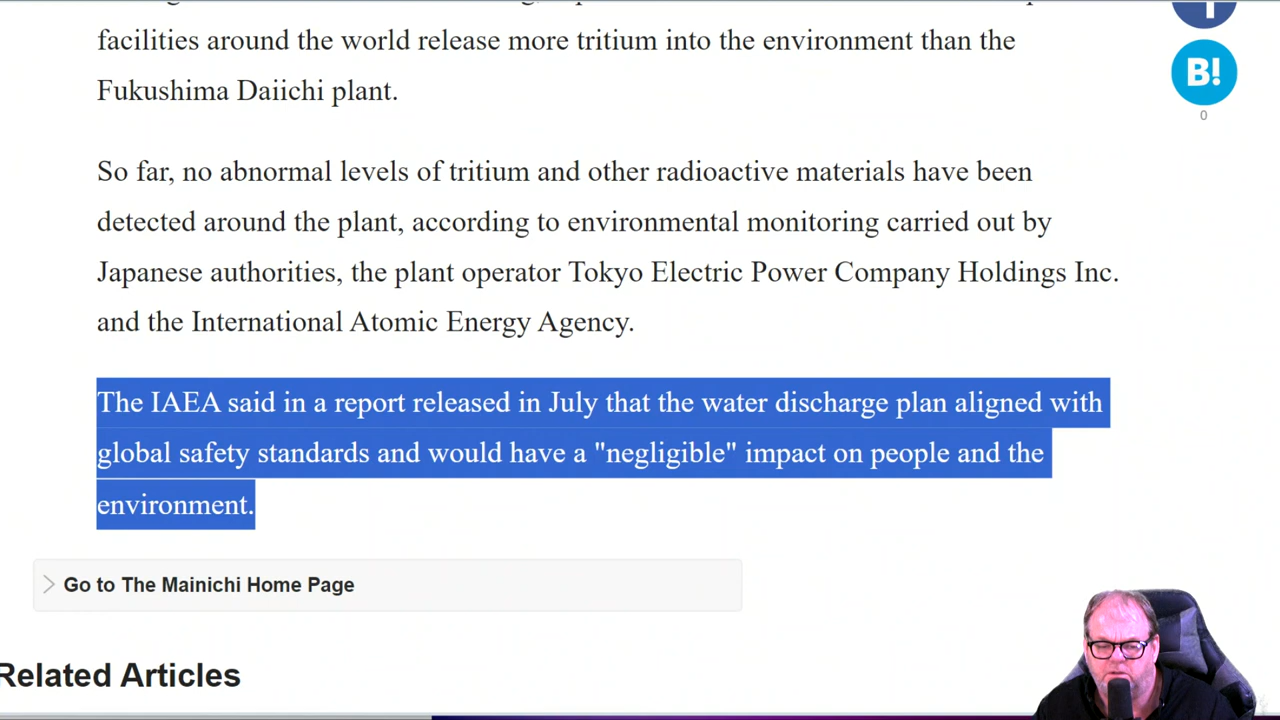 facilities around the world release more tritium into the environment than the
Fukushima Daiichi plant.
So far, no abnormal levels of tritium and other radioactive materials have been
detected around the plant, according to environmental monitoring carried out by
Japanese authorities, the plant operator Tokyo Electric Power Company Holdings Inc.
and the International Atomic Energy Agency.
The IAEA said in a report released in July that the water discharge plan aligned with
global safety standards and would have a "negligible" impact on people and the
environment.
Go to The Mainichi Home Page
Related Articles
B!
0